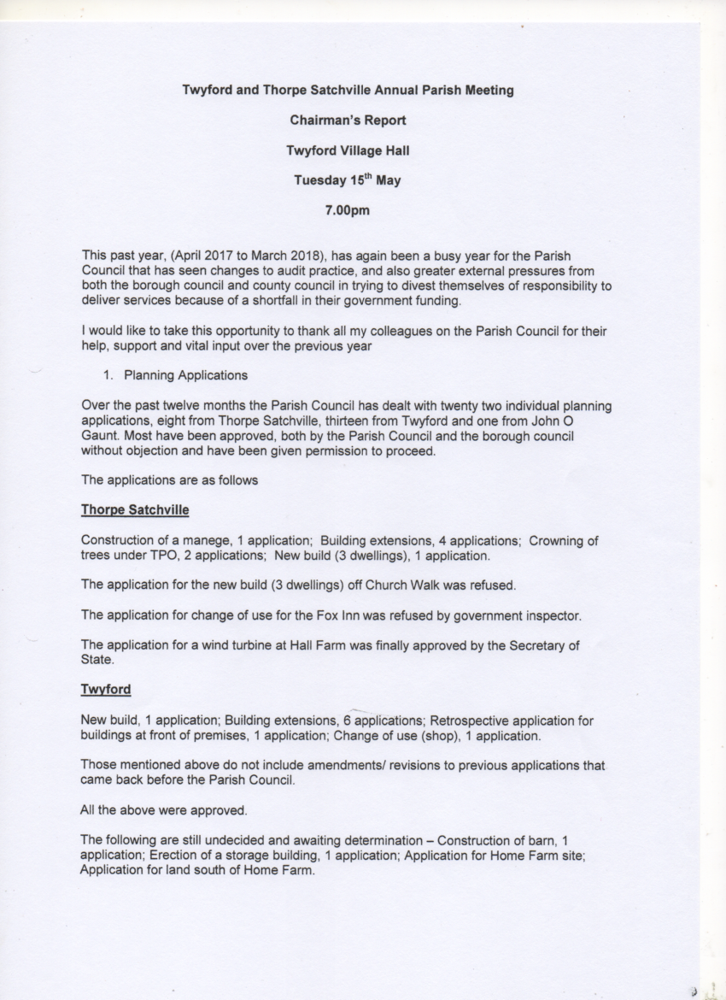 Twyford and Thorpe Satchville Annual Parish Meeting
Chairman's Report
Twyford Village Hall
Tuesday 15th May
7.00pm
This past year, (April 2017 to March 2018), has again been a busy year for the Parish
Council that has seen changes to audit practice, and also greater external pressures from
both the borough council and county council in trying to divest themselves of responsibility to
deliver services because of a shortfall in their government funding.
I would like to take this opportunity to thank all my colleagues on the Parish Council for their
help, support and vital input over the previous year
1. Planning Applications
Over the past twelve months the Parish Council has dealt with twenty two individual planning
applications, eight from Thorpe Satchville, thirteen from Twyford and one from John O
Gaunt. Most have been approved, both by the Parish Council and the borough council
without objection and have been given permission to proceed.
The applications are as follows
Thorpe Satchville
Construction of a manege, 1 application; Building extensions, 4 applications; Crowning of
trees under TPO, 2 applications; New build (3 dwellings), 1 application.
The application for the new build (3 dwellings) off Church Walk was refused.
The application for change of use for the Fox Inn was refused by government inspector.
The application for a wind turbine at Hall Farm was finally approved by the Secretary of
State.
Twyford
New build, 1 application; Building extensions, 6 applications; Retrospective application for
buildings at front of premises, 1 application; Change of use (shop), 1 application.
Those mentioned above do not include amendments/ revisions to previous applications that
came back before the Parish Council.
All the above were approved.
The following are still undecided and awaiting determination – Construction of barn, 1
application; Erection of a storage building, 1 application; Application for Home Farm site;
Application for land south of Home Farm.